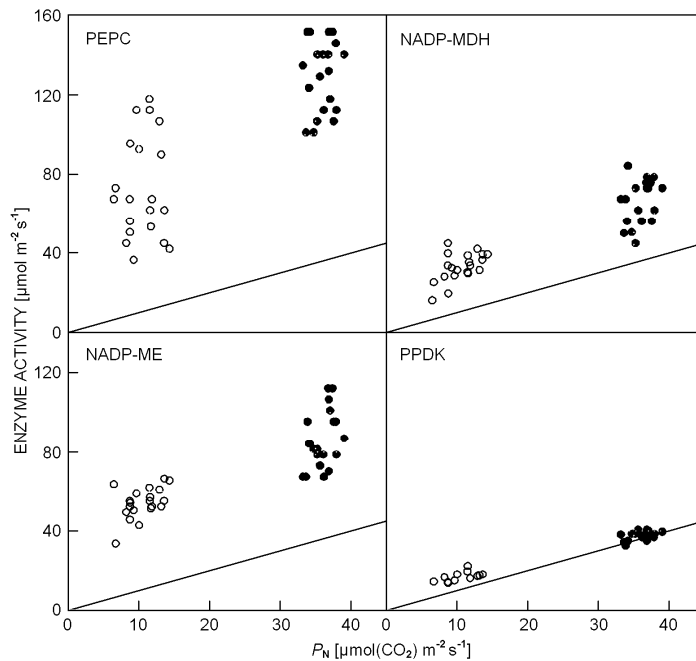 160
PEPC
NADP-MDH
120
80
40
0
NADP-ME
PPDK
120
80
40
0
0 10 20 30 40 0 10 20 30 40
ENZYME ACTIVITY [µmol m⁻² s⁻¹]
P_N [µmol(CO₂) m⁻² s⁻¹]